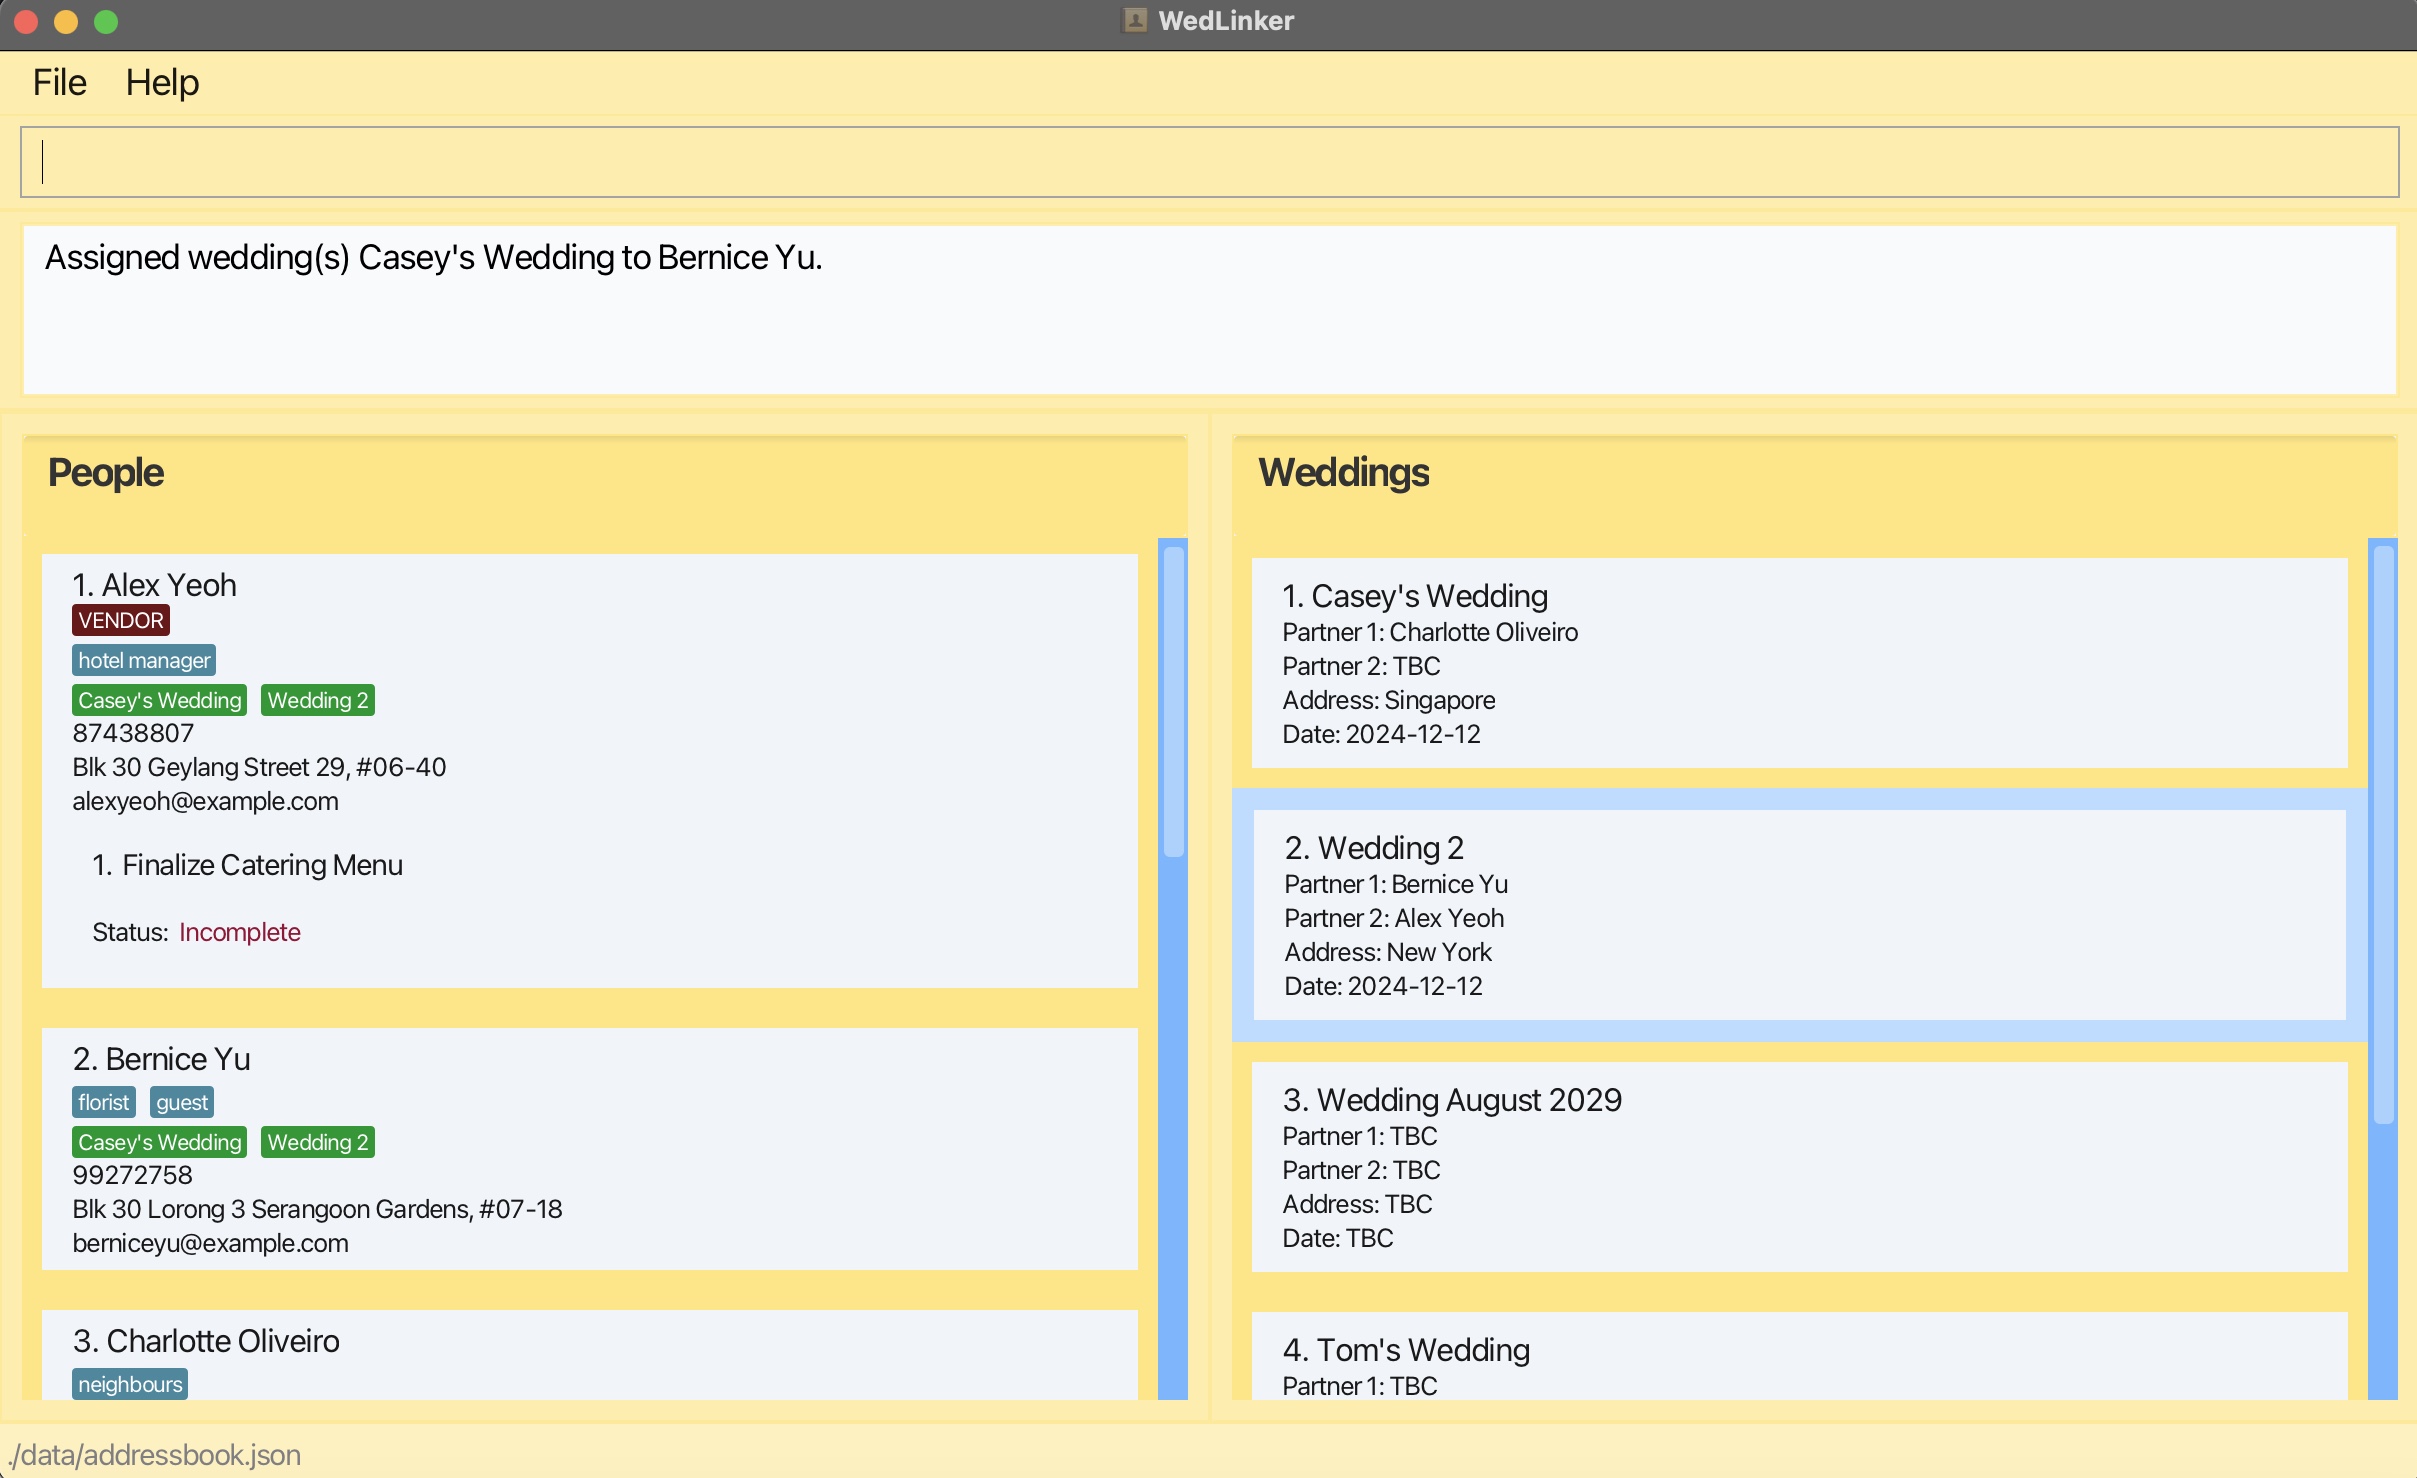 WedLinker
File Help
Assigned wedding(s) Casey's Wedding to Bernice Yu.
People
1. Alex Yeoh
VENDOR
hotel manager
Casey's Wedding Wedding 2
87438807
Blk 30 Geylang Street 29, #06-40
alexyeoh@example.com
1. Finalize Catering Menu
Status: Incomplete
2. Bernice Yu
florist guest
Casey's Wedding Wedding 2
99272758
Blk 30 Lorong 3 Serangoon Gardens, #07-18
berniceyu@example.com
3. Charlotte Oliveiro
neighbours
Weddings
1. Casey's Wedding
Partner 1: Charlotte Oliveiro
Partner 2: TBC
Address: Singapore
Date: 2024-12-12
2. Wedding 2
Partner 1: Bernice Yu
Partner 2: Alex Yeoh
Address: New York
Date: 2024-12-12
3. Wedding August 2029
Partner 1: TBC
Partner 2: TBC
Address: TBC
Date: TBC
4. Tom's Wedding
Partner 1: TBC
./data/addressbook.json